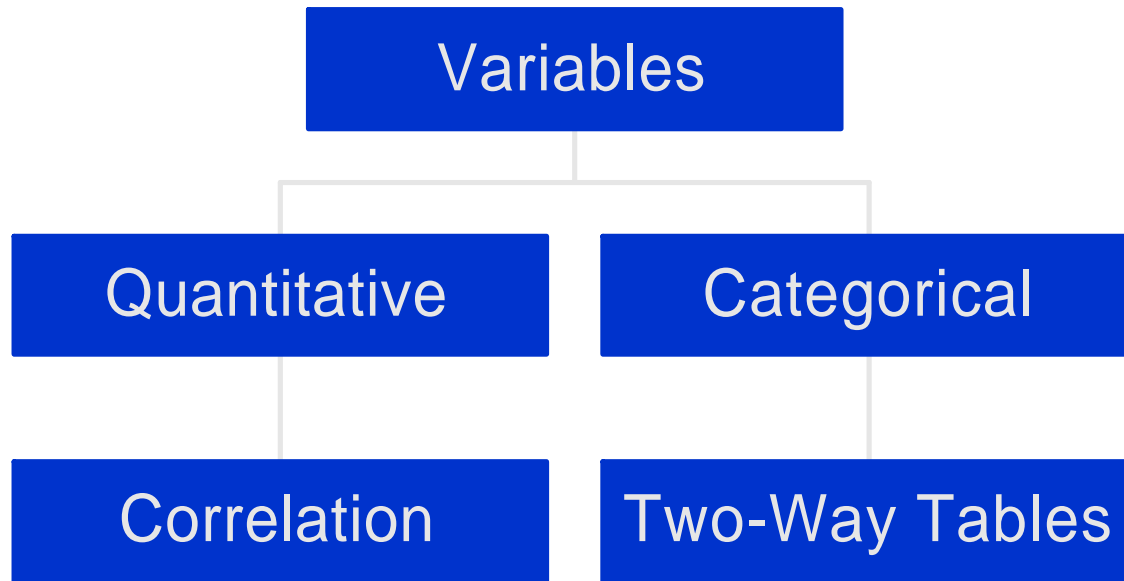 Variables
Quantitative
Categorical
Correlation
Two-Way Tables